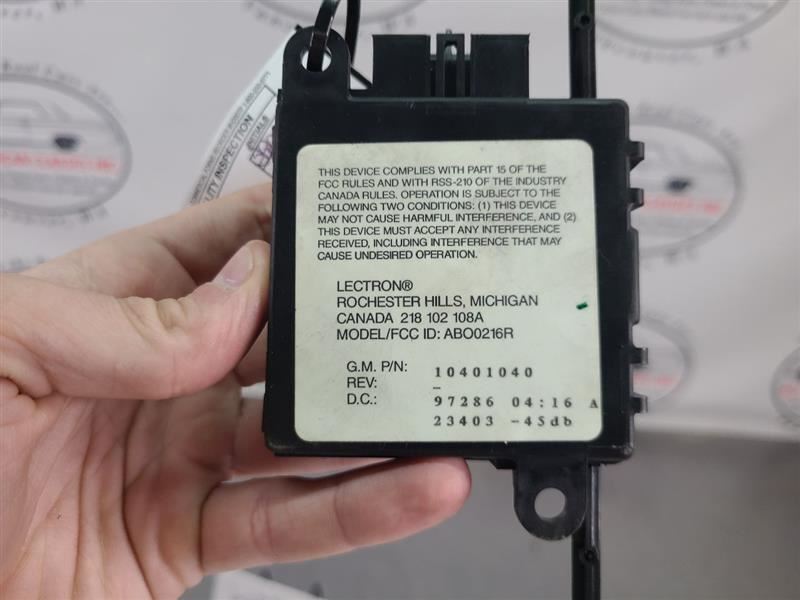 THIS DEVICE COMPLIES WITH PART 15 OF THE
FCC RULES AND WITH RSS-210 OF THE INDUSTRY
CANADA RULES. OPERATION IS SUBJECT TO THE
FOLLOWING TWO CONDITIONS: (1) THIS DEVICE
MAY NOT CAUSE HARMFUL INTERFERENCE, AND (2)
THIS DEVICE MUST ACCEPT ANY INTERFERENCE
RECEIVED, INCLUDING INTERFERENCE THAT MAY
CAUSE UNDESIRED OPERATION.
LECTRON®
ROCHESTER HILLS, MICHIGAN
CANADA 218 102 108A
MODEL/FCC ID: ABO0216R
G.M. P/N: 10401040
REV: –
D.C.: 97286 04:16 A
23403 -45db
INSPECTION
INITIALS